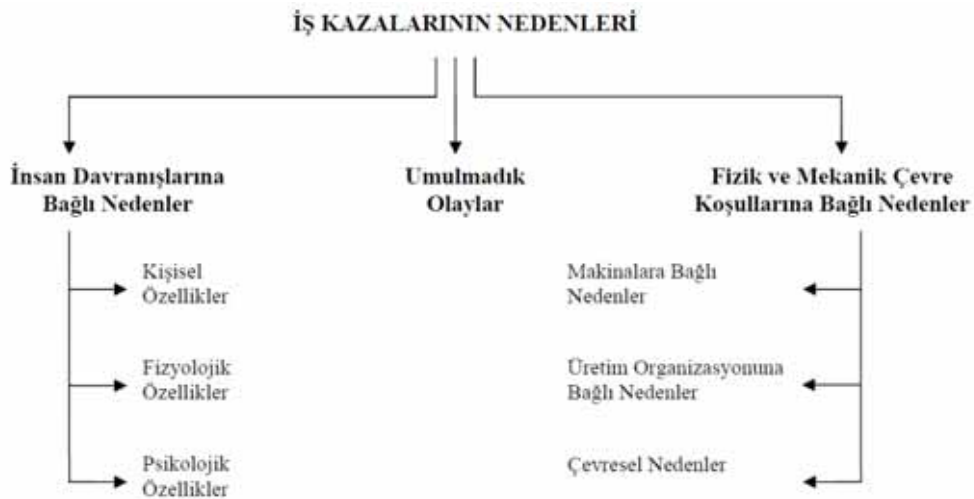 İŞ KAZALARININ NEDENLERİ
İnsan Davranışlarına
Bağlı Nedenler
Umulmadık
Olaylar
Fizik ve Mekanik Çevre
Koşullarına Bağlı Nedenler
Kişisel
Özellikler
Makinalara Bağlı
Nedenler
Fizyolojik
Özellikler
Üretim Organizasyonuna
Bağlı Nedenler
Psikolojik
Özellikler
Çevresel Nedenler